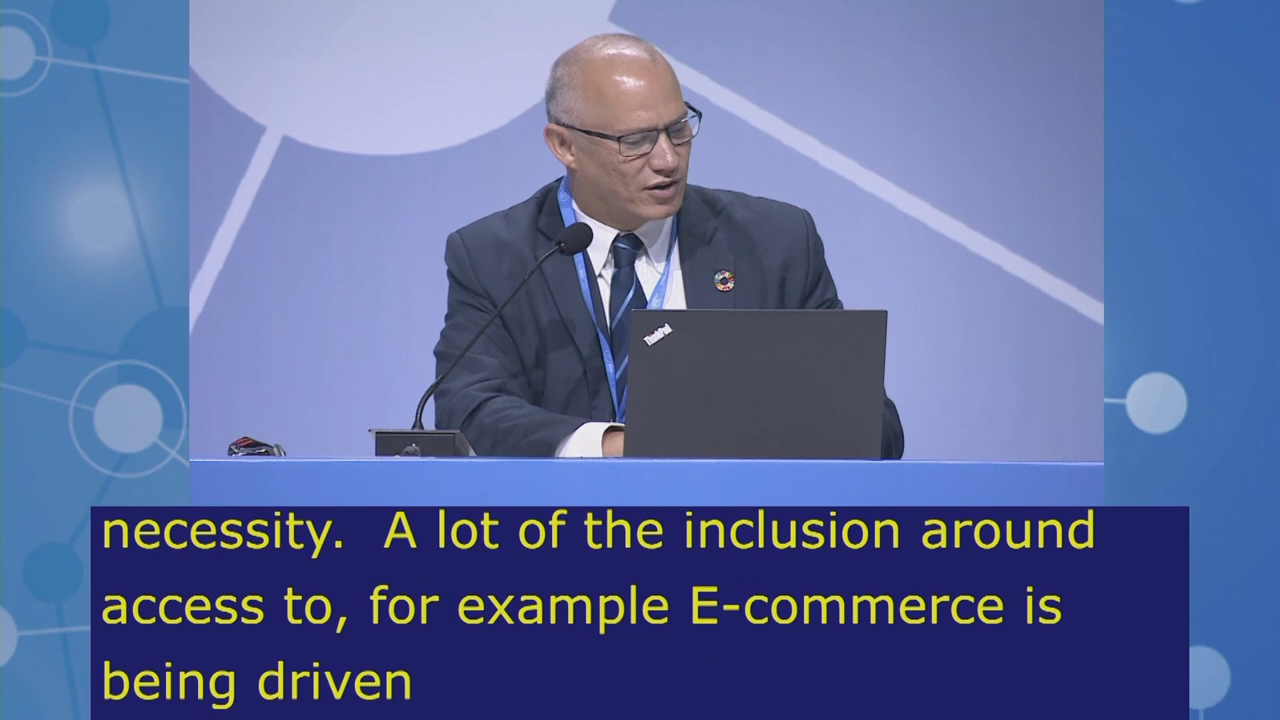 ThinkPad
necessity.  A lot of the inclusion around
access to, for example E-commerce is
being driven